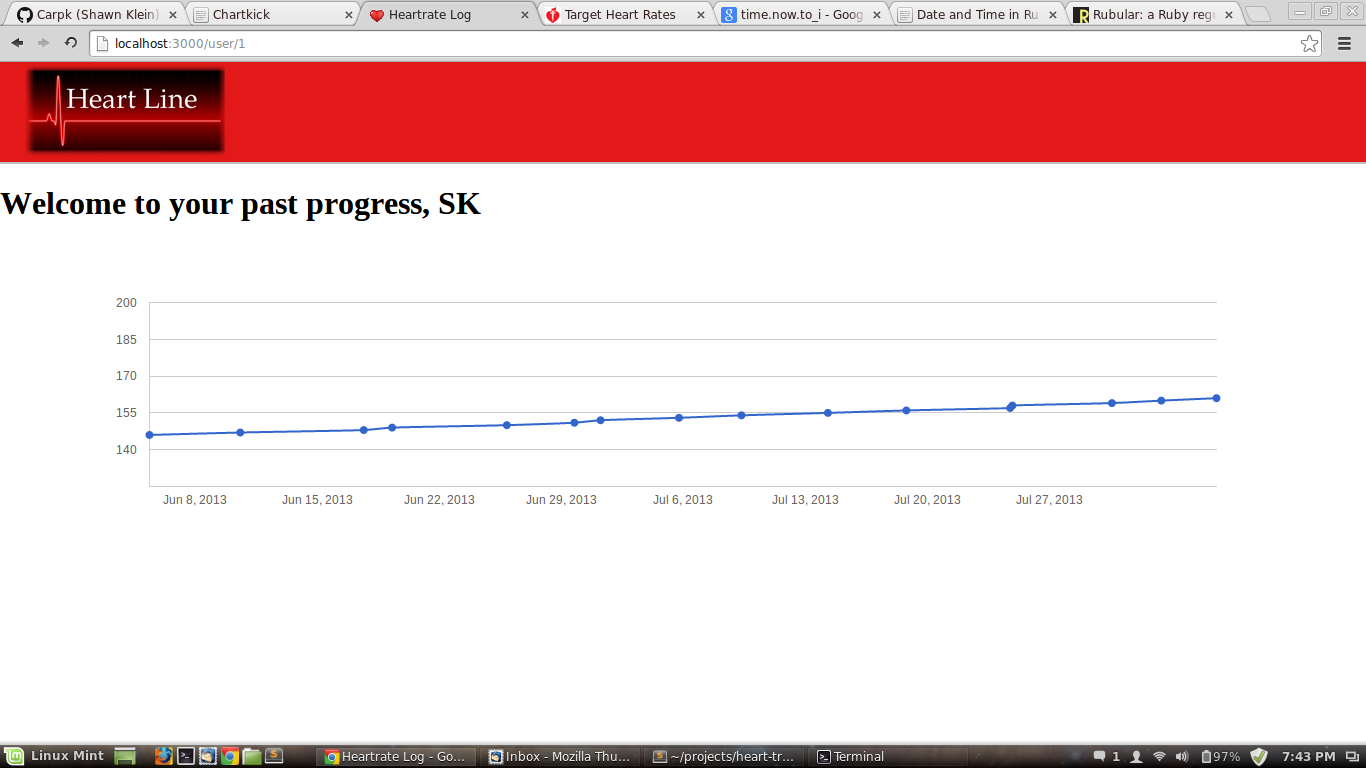 Carpk (Shawn Klein)
Chartkick
Heartrate Log
Target Heart Rates
time.now.to_i - Goog
Date and Time in Ru
Rubular: a Ruby regu
localhost:3000/user/1
Heart Line
Welcome to your past progress, SK
200
185
170
155
140
Jun 8, 2013
Jun 15, 2013
Jun 22, 2013
Jun 29, 2013
Jul 6, 2013
Jul 13, 2013
Jul 20, 2013
Jul 27, 2013
Linux Mint
Heartrate Log - Go...
Inbox - Mozilla Thu...
~/projects/heart-tr...
Terminal
1
97%
7:43 PM